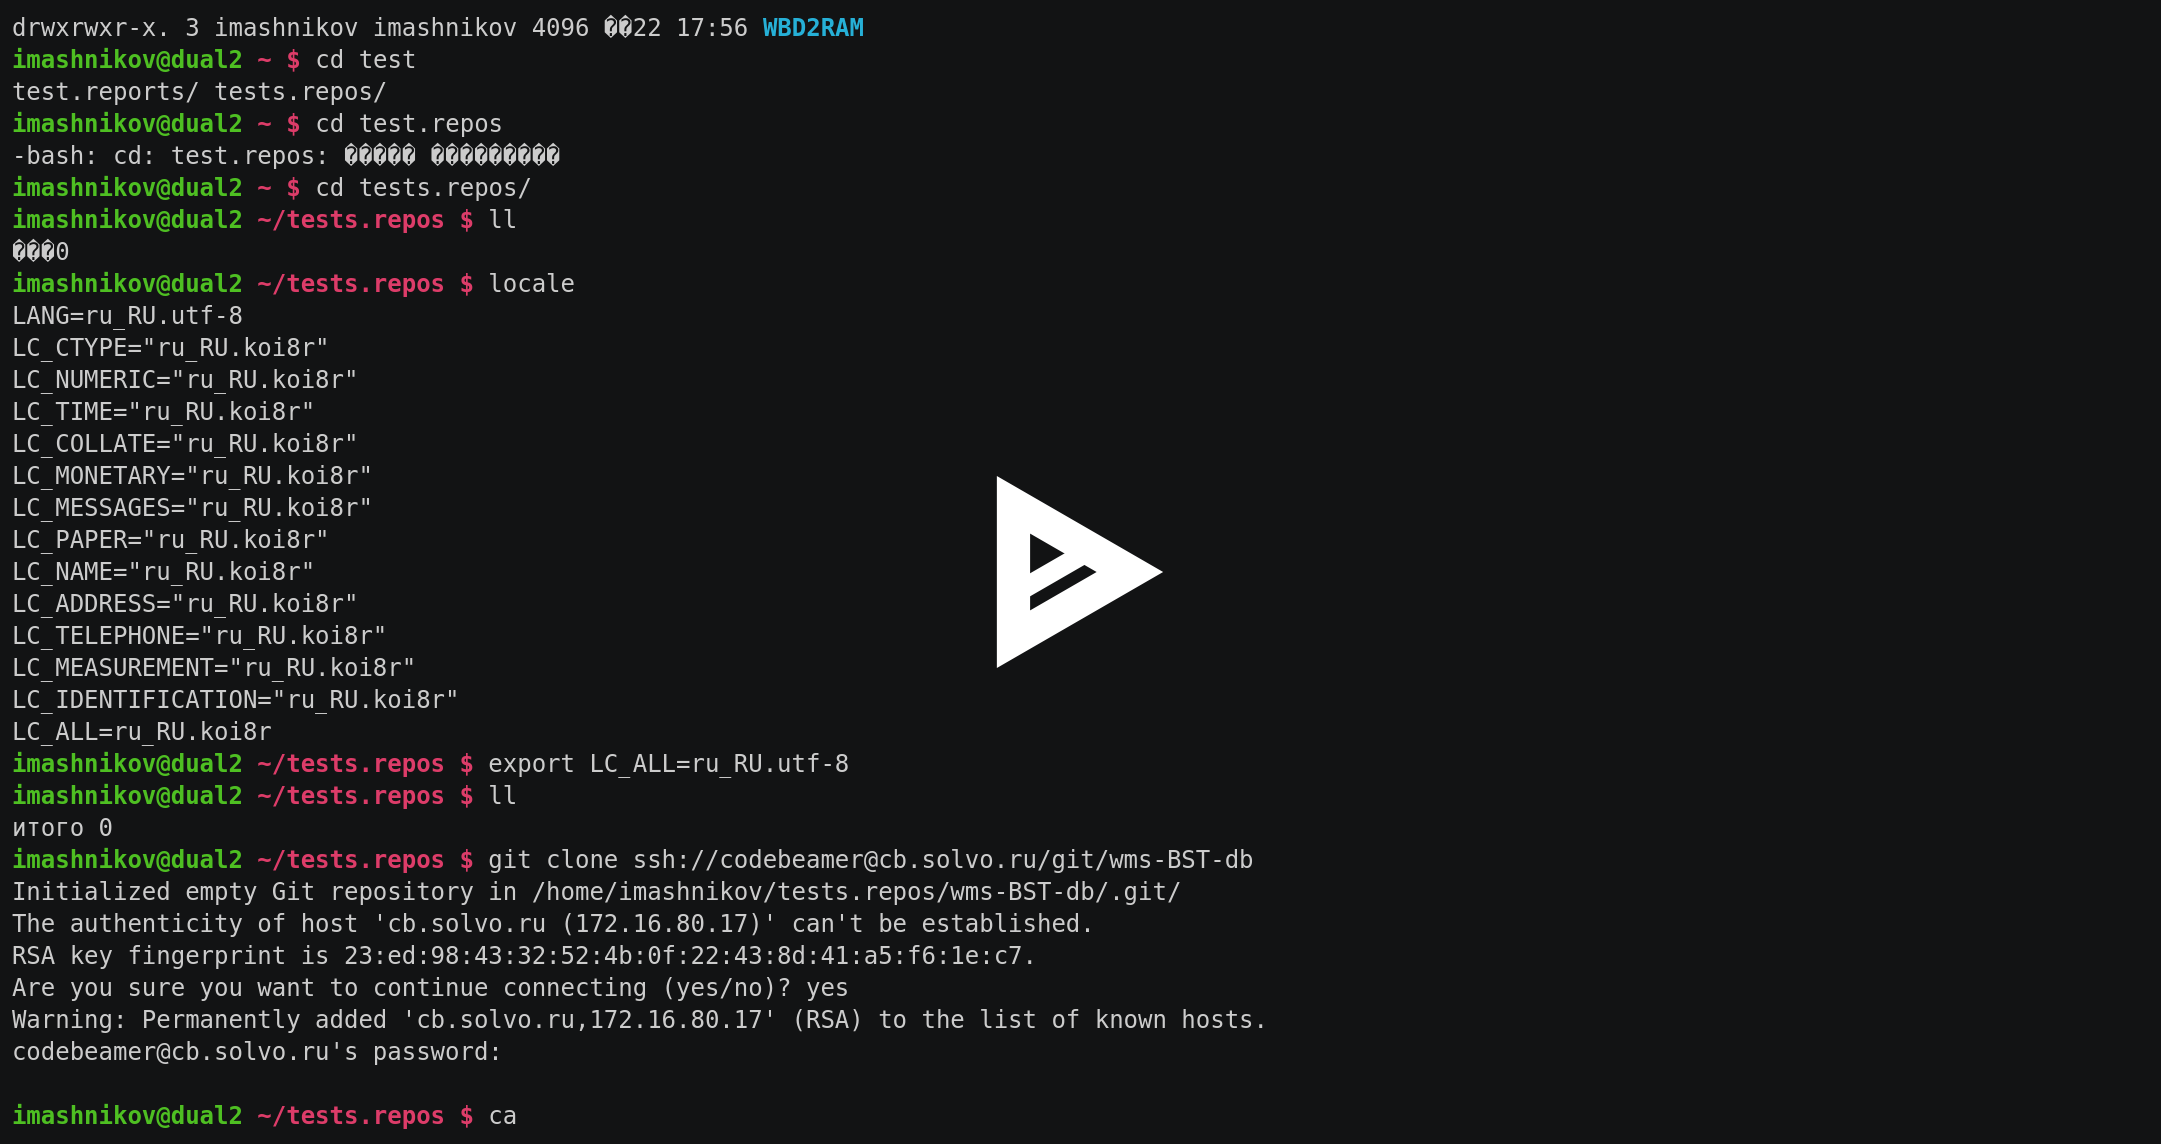 drwxrwxr-x. 3 imashnikov imashnikov 4096 ��22 17:56 WBD2RAM
imashnikov@dual2 ~ $ cd test
test.reports/ tests.repos/
imashnikov@dual2 ~ $ cd test.repos
-bash: cd: test.repos: ����� ���������
imashnikov@dual2 ~ $ cd tests.repos/
imashnikov@dual2 ~/tests.repos $ ll
���0
imashnikov@dual2 ~/tests.repos $ locale
LANG=ru_RU.utf-8
LC_CTYPE="ru_RU.koi8r"
LC_NUMERIC="ru_RU.koi8r"
LC_TIME="ru_RU.koi8r"
LC_COLLATE="ru_RU.koi8r"
LC_MONETARY="ru_RU.koi8r"
LC_MESSAGES="ru_RU.koi8r"
LC_PAPER="ru_RU.koi8r"
LC_NAME="ru_RU.koi8r"
LC_ADDRESS="ru_RU.koi8r"
LC_TELEPHONE="ru_RU.koi8r"
LC_MEASUREMENT="ru_RU.koi8r"
LC_IDENTIFICATION="ru_RU.koi8r"
LC_ALL=ru_RU.koi8r
imashnikov@dual2 ~/tests.repos $ export LC_ALL=ru_RU.utf-8
imashnikov@dual2 ~/tests.repos $ ll
итого 0
imashnikov@dual2 ~/tests.repos $ git clone ssh://codebeamer@cb.solvo.ru/git/wms-BST-db
Initialized empty Git repository in /home/imashnikov/tests.repos/wms-BST-db/.git/
The authenticity of host 'cb.solvo.ru (172.16.80.17)' can't be established.
RSA key fingerprint is 23:ed:98:43:32:52:4b:0f:22:43:8d:41:a5:f6:1e:c7.
Are you sure you want to continue connecting (yes/no)? yes
Warning: Permanently added 'cb.solvo.ru,172.16.80.17' (RSA) to the list of known hosts.
codebeamer@cb.solvo.ru's password:
imashnikov@dual2 ~/tests.repos $ ca